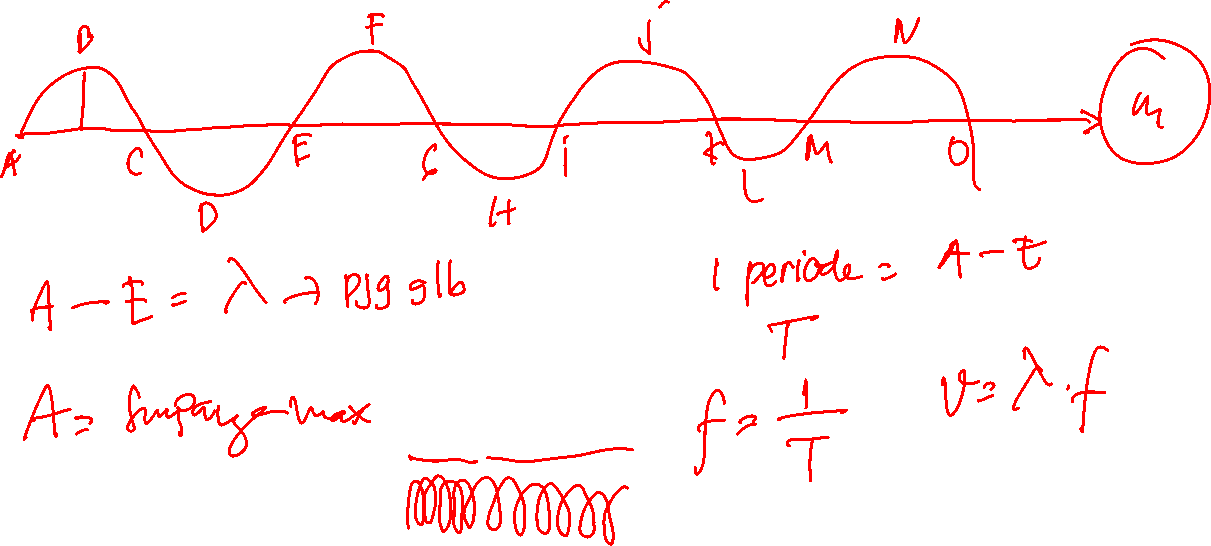 B F J N
A C D E G H i K L M O m
A - E = λ → pjg glb
1 periode = A - E
T
A = Simpangan max
f = 1/T
v = λ . f